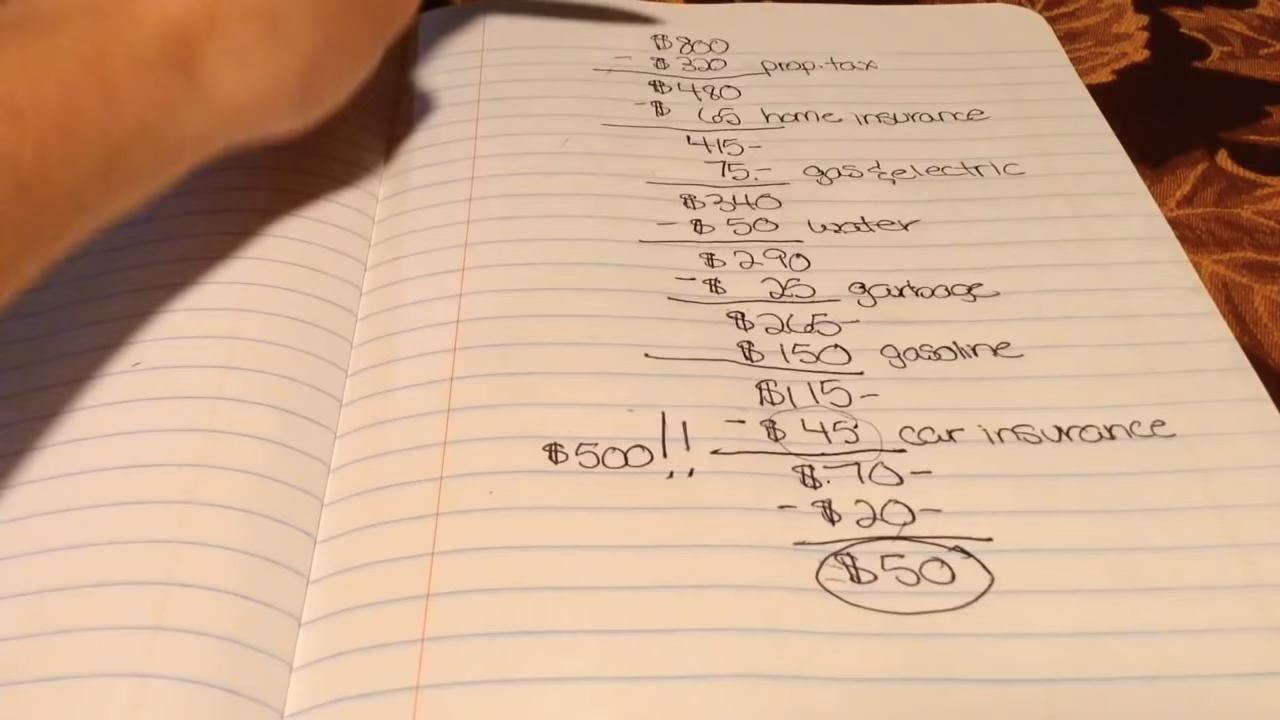 $800
- $320 prop.tax
$480
-$ 65 home insurance
415-
75.- gas & electric
$340
- $50 water
$290
-$ 25 garbage
$265-
$150 gasoline
$115-
- $45 car insurance
$500!!
$.70-
- $20-
$50